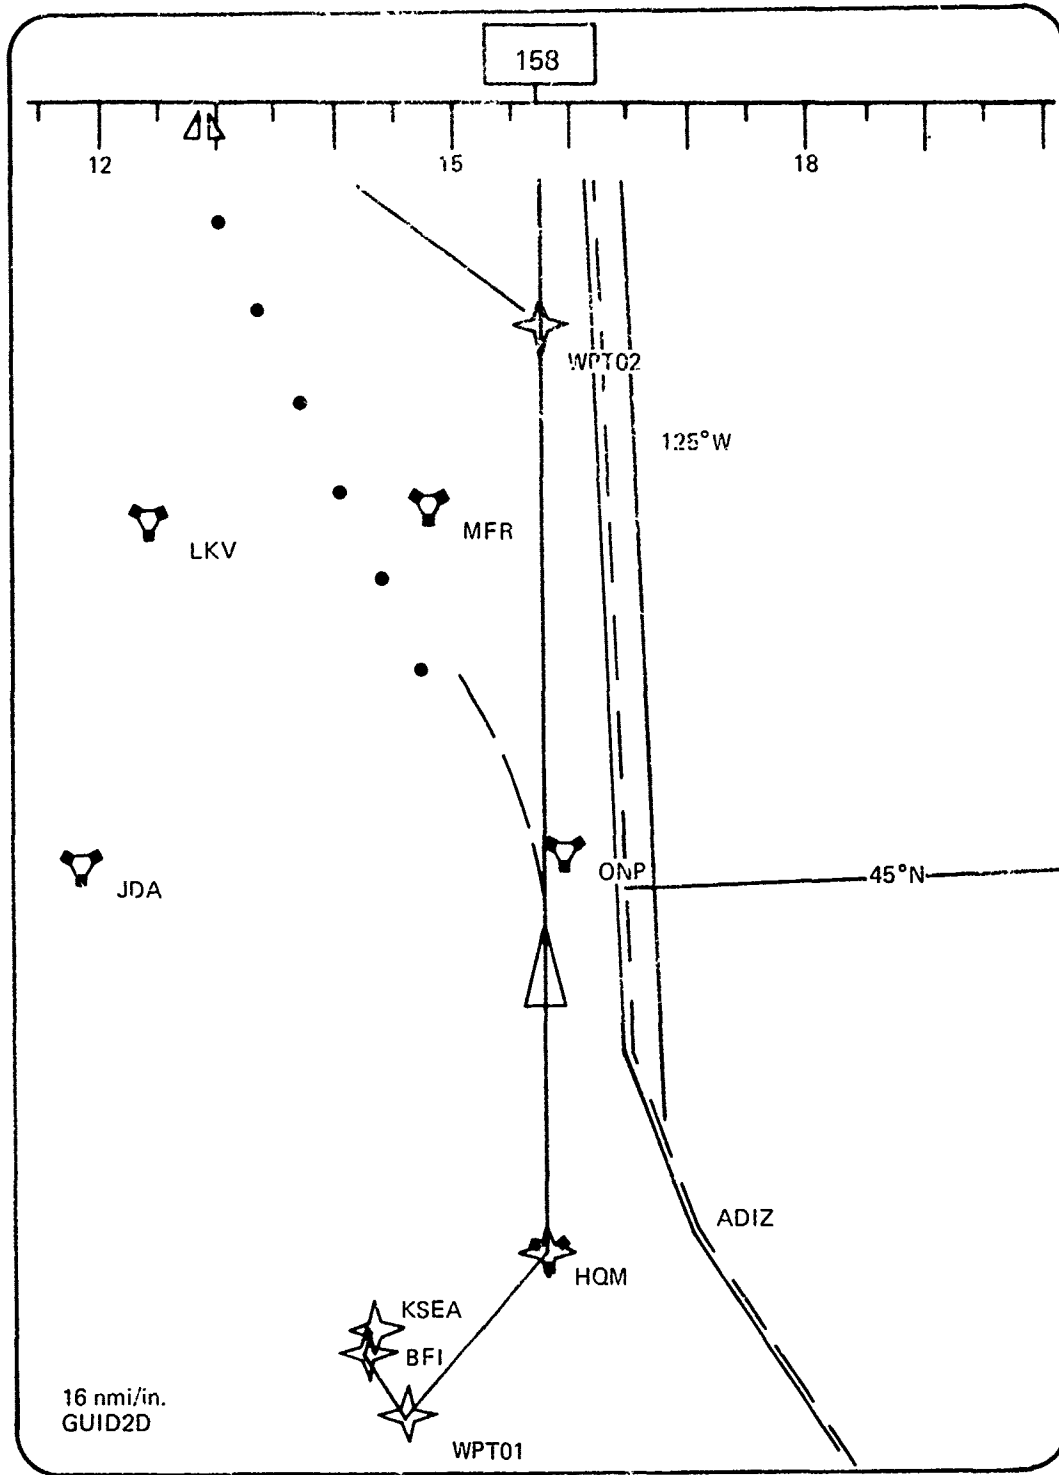 158
12
15
18
WPT02
125°W
MFR
LKV
ONP
45°N
JDA
ADIZ
HQM
KSEA
BFI
16 nmi/in.
GUID2D
WPT01